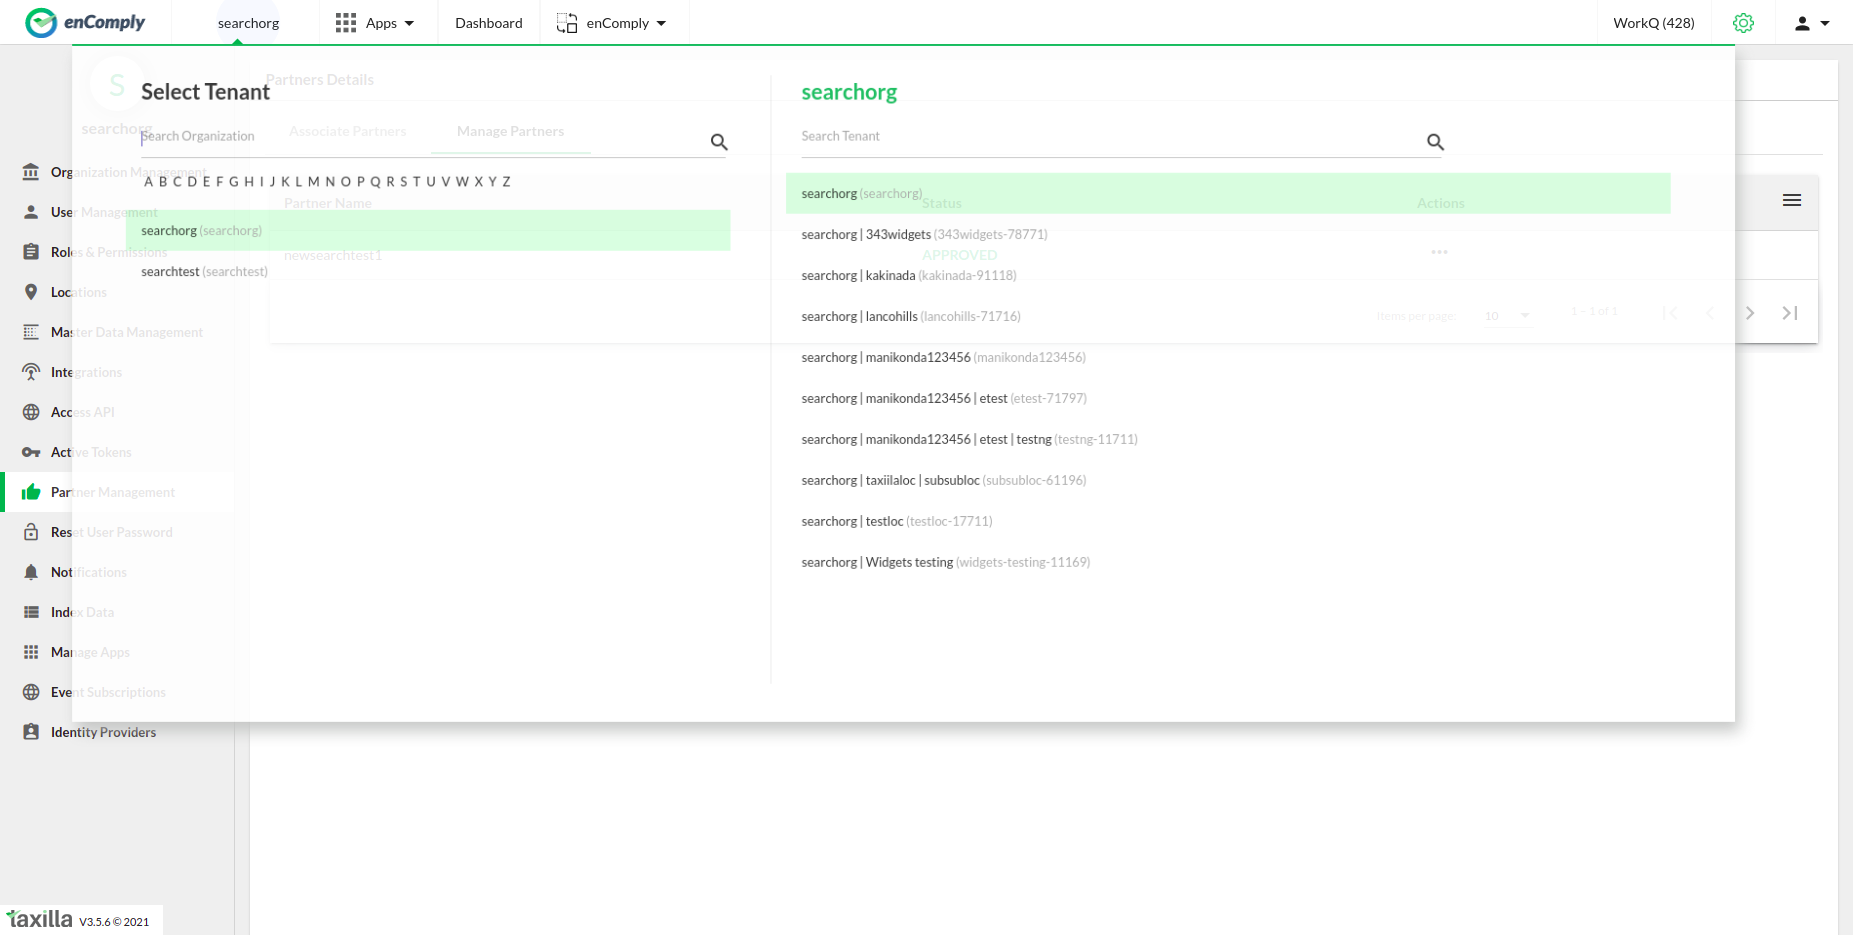 enComply
searchorg
Apps
Dashboard
enComply
WorkQ (428)
S
searchorg
Organization Management
User Management
Roles & Permissions
Locations
Master Data Management
Integrations
Access API
Active Tokens
Partner Management
Reset User Password
Notifications
Index Data
Manage Apps
Event Subscriptions
Identity Providers
Partners Details
Associate Partners
Manage Partners
Partner Name
Status
Actions
newsearchtest1
APPROVED
Items per page:
10
1 – 1 of 1
Select Tenant
Search Organization
A B C D E F G H I J K L M N O P Q R S T U V W X Y Z
searchorg (searchorg)
searchtest (searchtest)
searchorg
Search Tenant
searchorg (searchorg)
searchorg | 343widgets (343widgets-78771)
searchorg | kakinada (kakinada-91118)
searchorg | lancohills (lancohills-71716)
searchorg | manikonda123456 (manikonda123456)
searchorg | manikonda123456 | etest (etest-71797)
searchorg | manikonda123456 | etest | testng (testng-11711)
searchorg | taxiilaloc | subsubloc (subsubloc-61196)
searchorg | testloc (testloc-17711)
searchorg | Widgets testing (widgets-testing-11169)
taxilla V3.5.6 © 2021